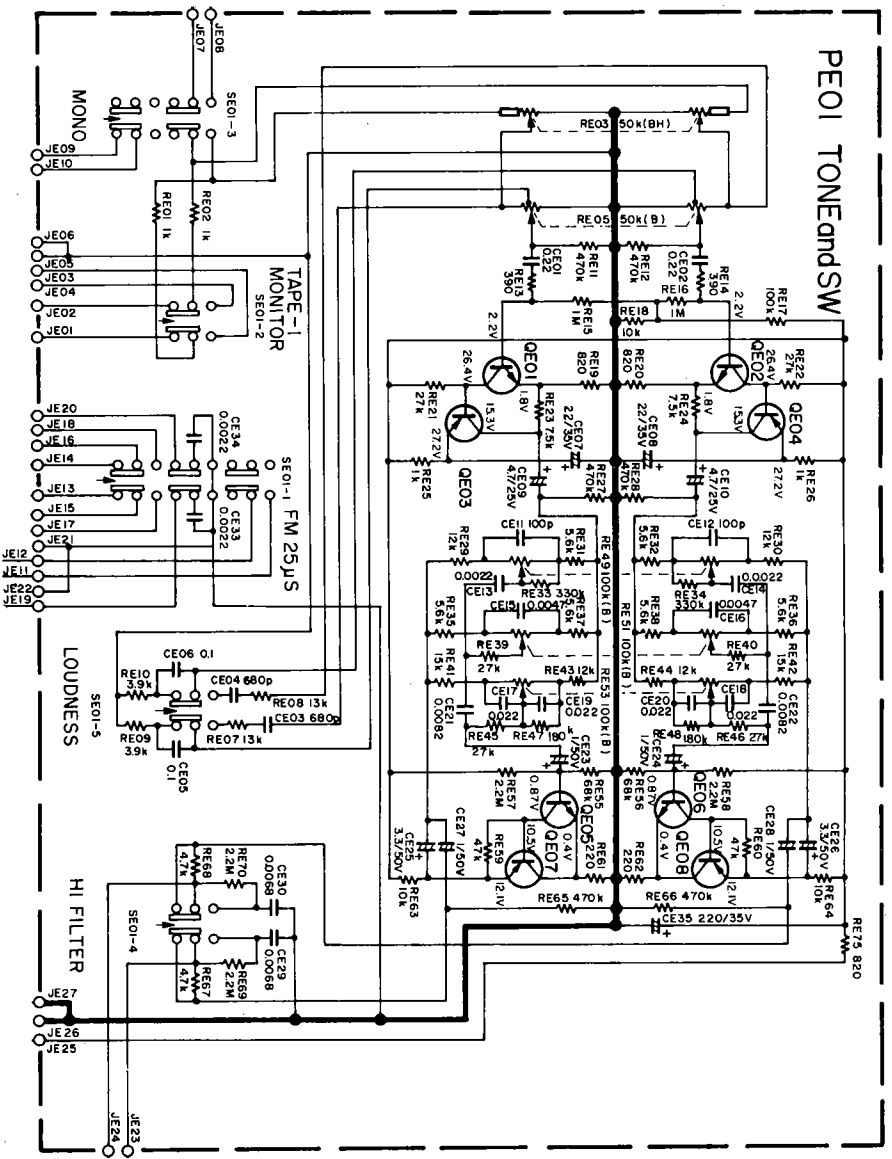 PE01 TONE and SW
JE07
JE08
SE01-3
MONO
JE09
JE10
RE01 1k
RE02 1k
JE06
JE05
JE03
JE04
JE02
JE01
TAPE-1
MONITOR
SE01-2
JE20
JE18
JE16
JE14
JE13
JE15
JE17
JE21
JE12
JE11
JE22
JE19
CE34
0.0022
CE33
0.0022
SE01-1
FM 25µS
LOUDNESS
SE01-5
RE10
3.9k
RE09
3.9k
CE06 0.1
CE05
0.1
CE04 680p
RE08 13k
CE03 680p
RE07 13k
HI FILTER
SE01-4
RE68
4.7k
RE70
2.2M
CE30
0.0068
CE29
0.0068
RE69
2.2M
RE67
4.7k
JE27
JE26
JE25
JE24
JE23
RE03 50k(BH)
RE05 50k(B)
CE01
0.22
RE11
470k
RE12
470k
CE02
0.22
RE13
390
RE14
390
RE15
1M
RE16
1M
RE18
10k
RE17
100k
2.2V
2.2V
QE01
QE02
26.4V
26.4V
RE19
820
RE20
820
1.8V
1.8V
RE21
27k
RE22
27k
15.3V
15.3V
RE23 7.5k
RE24
7.5k
QE03
QE04
27.2V
27.2V
CE07
22/35V
CE08
22/35V
RE25
1k
RE26
1k
CE09
4.7/25V
CE10
4.7/25V
RE27
470k
RE28
470k
CE11 100p
CE12 100p
RE29
12k
RE30
12k
RE31
5.6k
RE32
5.6k
RE49 100k(B)
0.0022
CE13
RE33 330k
RE34
330k
0.0022
CE14
CE15 0.0047
0.0047
CE16
RE35
5.6k
RE36
5.6k
RE37
5.6k
RE38
5.6k
RE51 100k(B)
RE39
27k
RE40
27k
RE41
15k
RE42
15k
RE43 12k
RE44 12k
RE53 100k(B)
CE17
0.022
CE18
0.022
CE19
0.022
CE20
0.022
CE21
0.0082
CE22
0.0082
RE45
27k
RE46 27k
RE47 180k
RE48
180k
CE23
1/50V
CE24
1/50V
RE55
68k
RE56
68k
RE57
2.2M
RE58
2.2M
0.87V
0.87V
QE05
QE06
10.5V
10.5V
0.4V
0.4V
RE59
47k
RE60
47k
QE07
QE08
12.1V
12.1V
RE61
220
RE62
220
CE25
3.3/50V
CE26
3.3/50V
CE27 1/50V
CE28 1/50V
RE63
10k
RE64
10k
RE65 470k
RE66 470k
CE35 220/35V
RE75 820